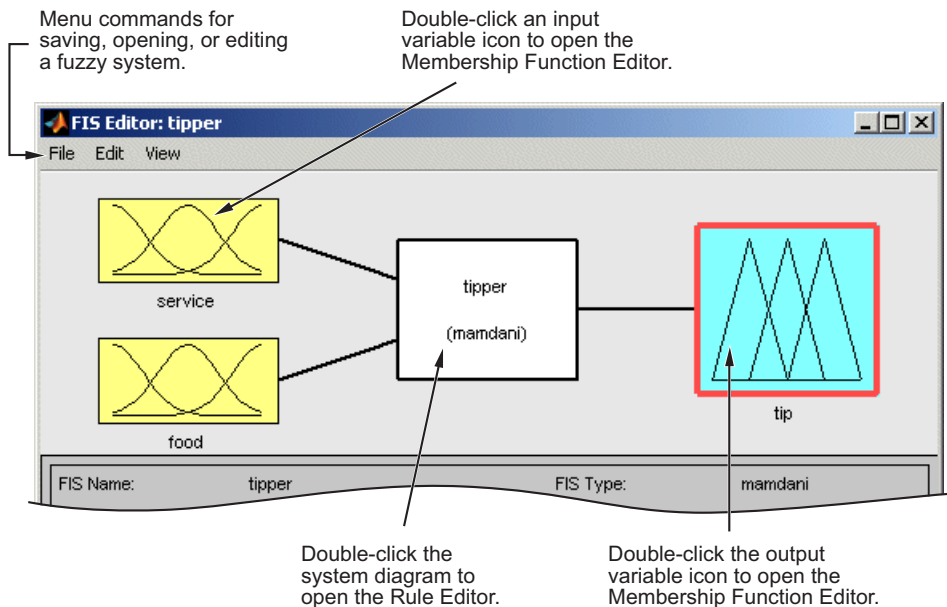 Menu commands for
saving, opening, or editing
a fuzzy system.
Double-click an input
variable icon to open the
Membership Function Editor.
FIS Editor: tipper
File Edit View
service
food
tipper
(mamdani)
tip
FIS Name: tipper FIS Type: mamdani
Double-click the
system diagram to
open the Rule Editor.
Double-click the output
variable icon to open the
Membership Function Editor.